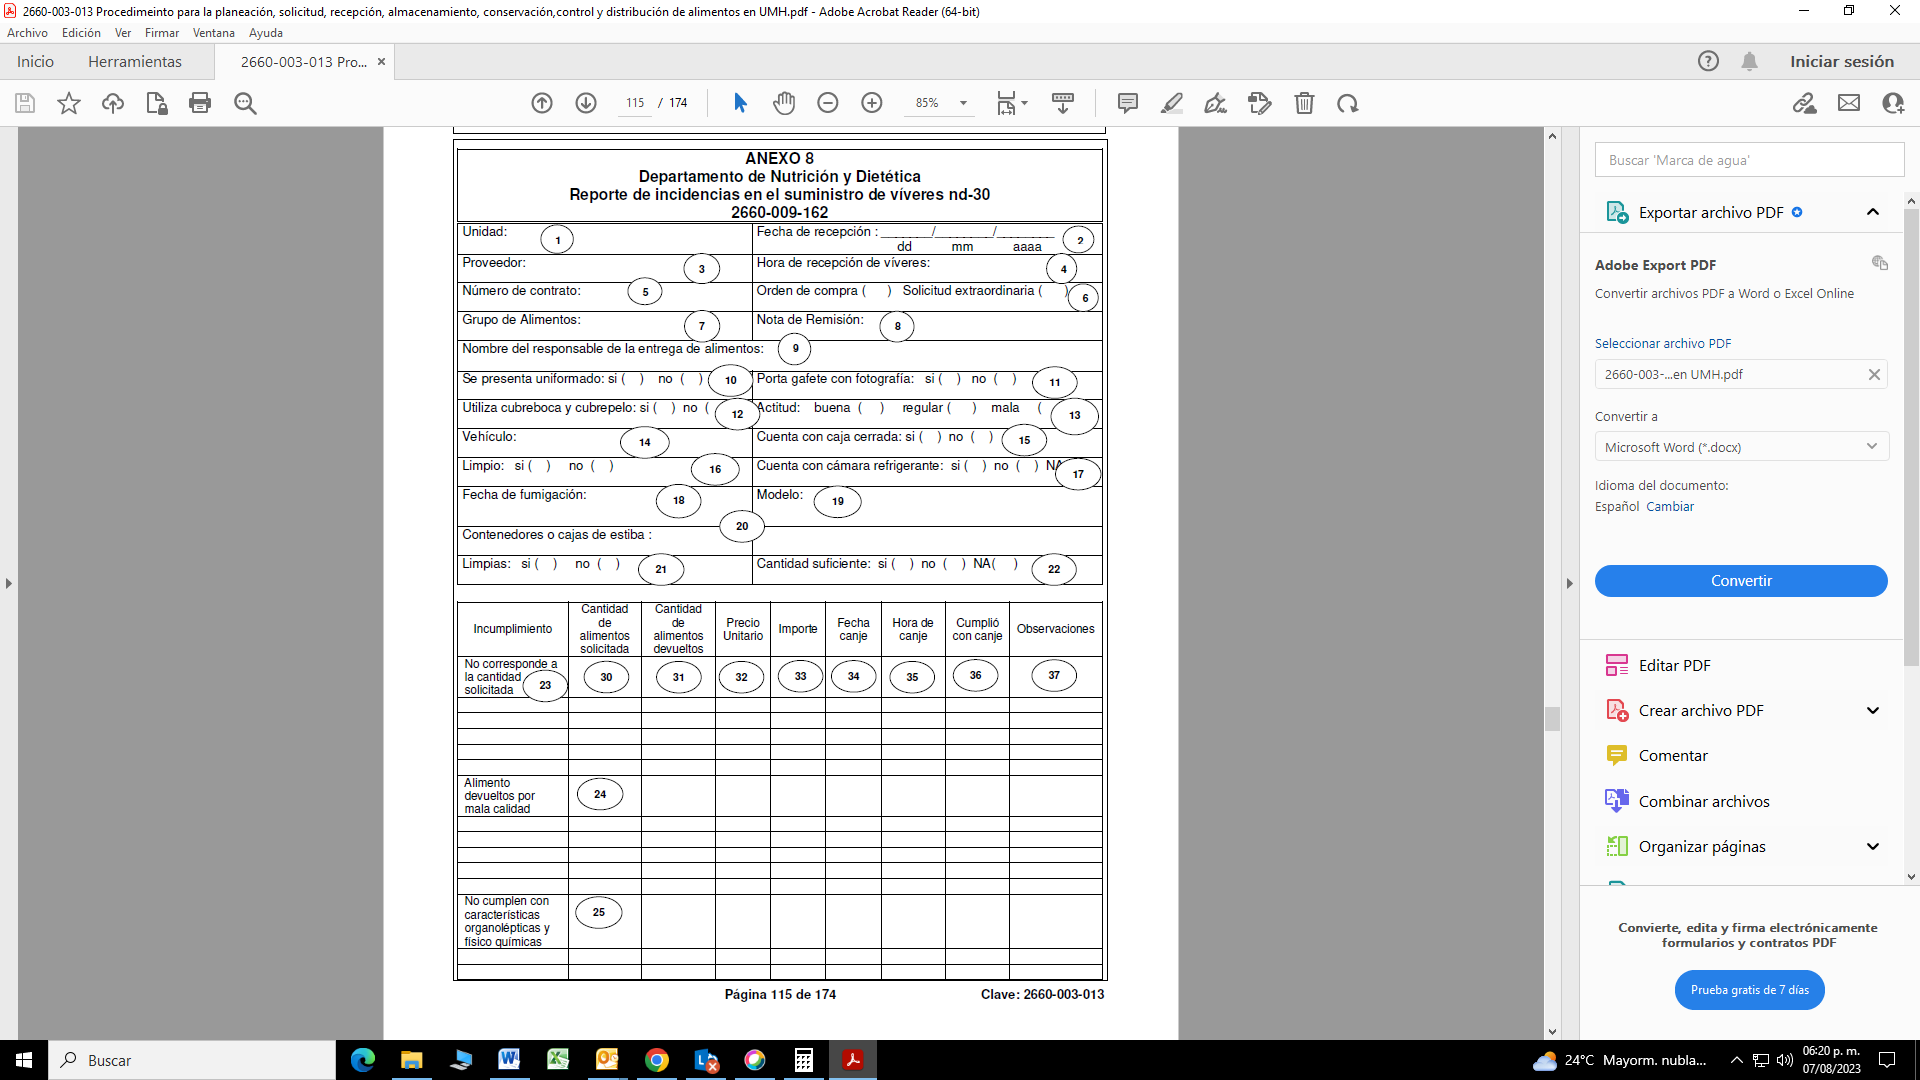 2660-003-013 Procedimeinto para la planeación, solicitud, recepción, almacenamiento, conservación,control y distribución de alimentos en UMH.pdf - Adobe Acrobat Reader (64-bit)
Archivo Edición Ver Firmar Ventana Ayuda
Inicio Herramientas 2660-003-013 Pro... × Iniciar sesión
115 / 174 85%
ANEXO 8
Departamento de Nutrición y Dietética
Reporte de incidencias en el suministro de víveres nd-30
2660-009-162
Unidad: 1 Fecha de recepción : _______/________/________ 2
dd mm aaaa
Proveedor: 3 Hora de recepción de víveres: 4
Número de contrato: 5 Orden de compra ( ) Solicitud extraordinaria ( ) 6
Grupo de Alimentos: 7 Nota de Remisión: 8
Nombre del responsable de la entrega de alimentos: 9
Se presenta uniformado: si ( ) no ( ) 10 Porta gafete con fotografía: si ( ) no ( ) 11
Utiliza cubreboca y cubrepelo: si ( ) no ( 12 Actitud: buena ( ) regular ( ) mala ( 13
Vehículo: 14 Cuenta con caja cerrada: si ( ) no ( ) 15
Limpio: si ( ) no ( ) 16 Cuenta con cámara refrigerante: si ( ) no ( ) NA 17
Fecha de fumigación: 18 Modelo: 19
20
Contenedores o cajas de estiba :
Limpias: si ( ) no ( ) 21 Cantidad suficiente: si ( ) no ( ) NA( ) 22
Incumplimiento Cantidad de alimentos solicitada Cantidad de alimentos devueltos Precio Unitario Importe Fecha canje Hora de canje Cumplió con canje Observaciones
No corresponde a la cantidad solicitada 23 30 31 32 33 34 35 36 37
Alimento devueltos por mala calidad 24
No cumplen con características organolépticas y físico químicas 25
Página 115 de 174 Clave: 2660-003-013
Buscar 'Marca de agua'
Exportar archivo PDF
Adobe Export PDF
Convertir archivos PDF a Word o Excel Online
Seleccionar archivo PDF
2660-003-...en UMH.pdf
Convertir a
Microsoft Word (*.docx)
Idioma del documento:
Español Cambiar
Convertir
Editar PDF
Crear archivo PDF
Comentar
Combinar archivos
Organizar páginas
Convierte, edita y firma electrónicamente
formularios y contratos PDF
Prueba gratis de 7 días
Buscar
24°C Mayorm. nubla...
06:20 p. m.
07/08/2023